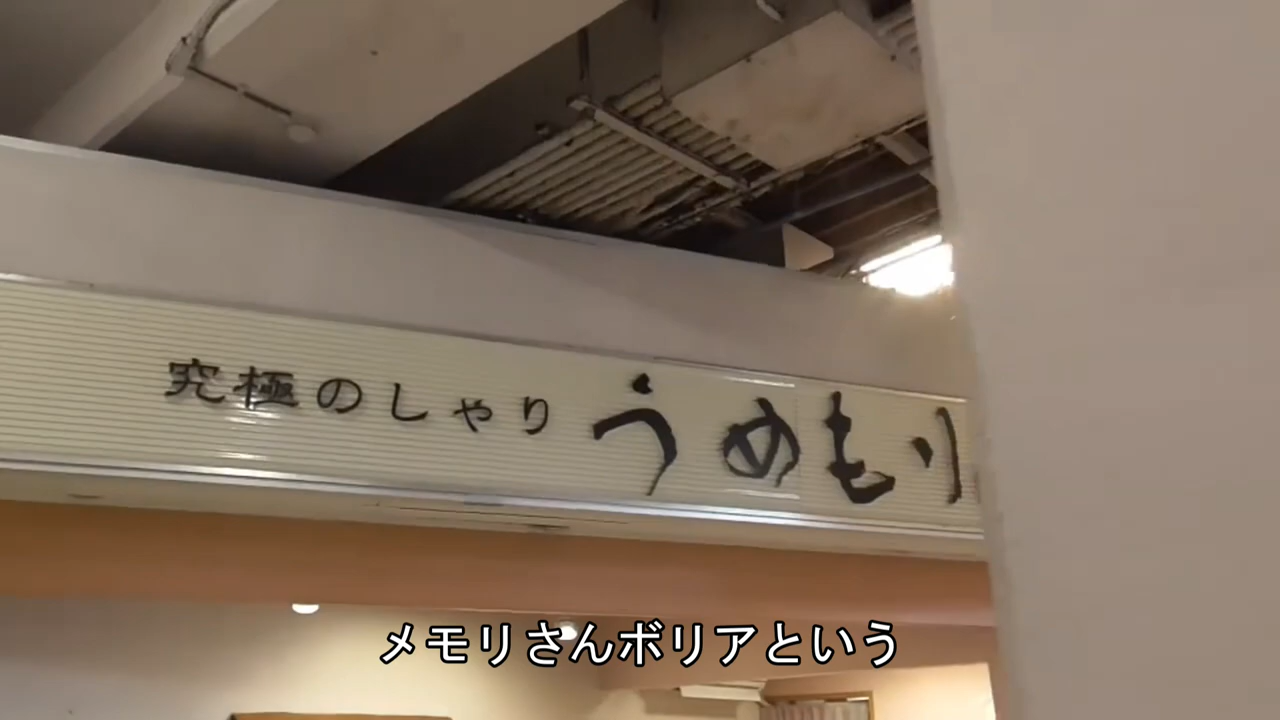 究極のしゃり うめもり
メモリさんボリアという